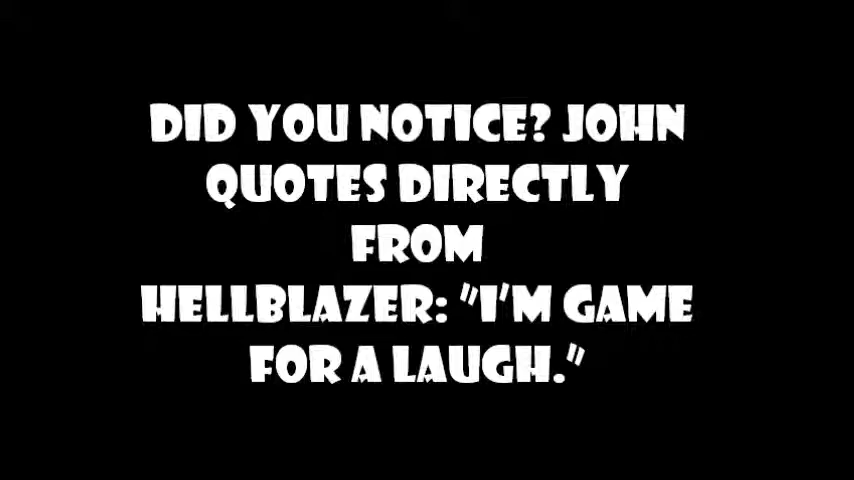 DID YOU NOTICE? JOHN
QUOTES DIRECTLY
FROM
HELLBLAZER: "I'M GAME
FOR A LAUGH."